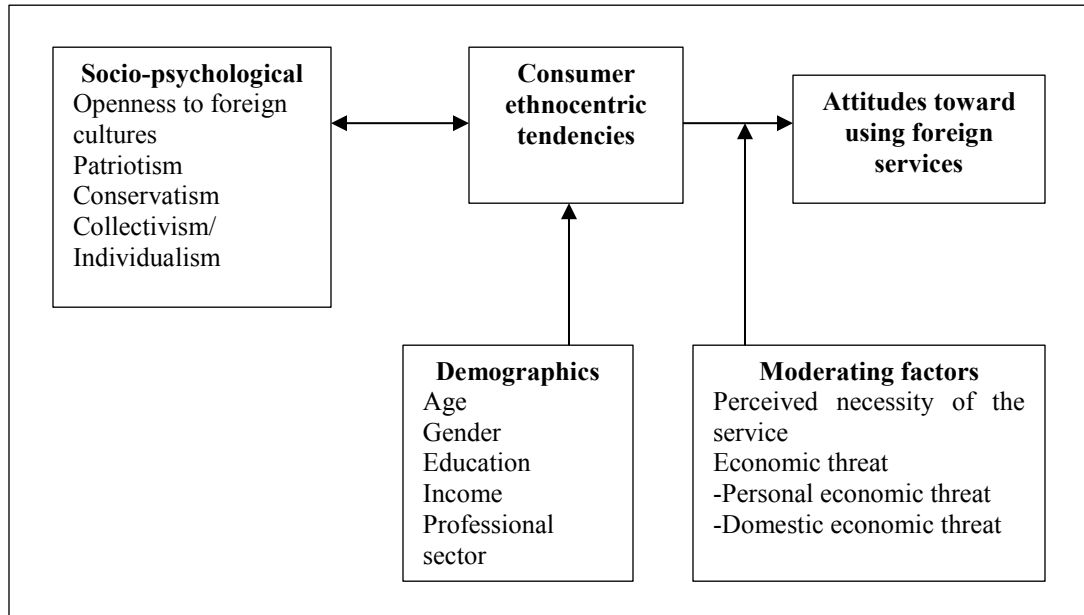 Socio-psychological
Openness to foreign
cultures
Patriotism
Conservatism
Collectivism/
Individualism
Consumer
ethnocentric
tendencies
Attitudes toward
using foreign
services
Demographics
Age
Gender
Education
Income
Professional
sector
Moderating factors
Perceived necessity of the
service
Economic threat
-Personal economic threat
-Domestic economic threat